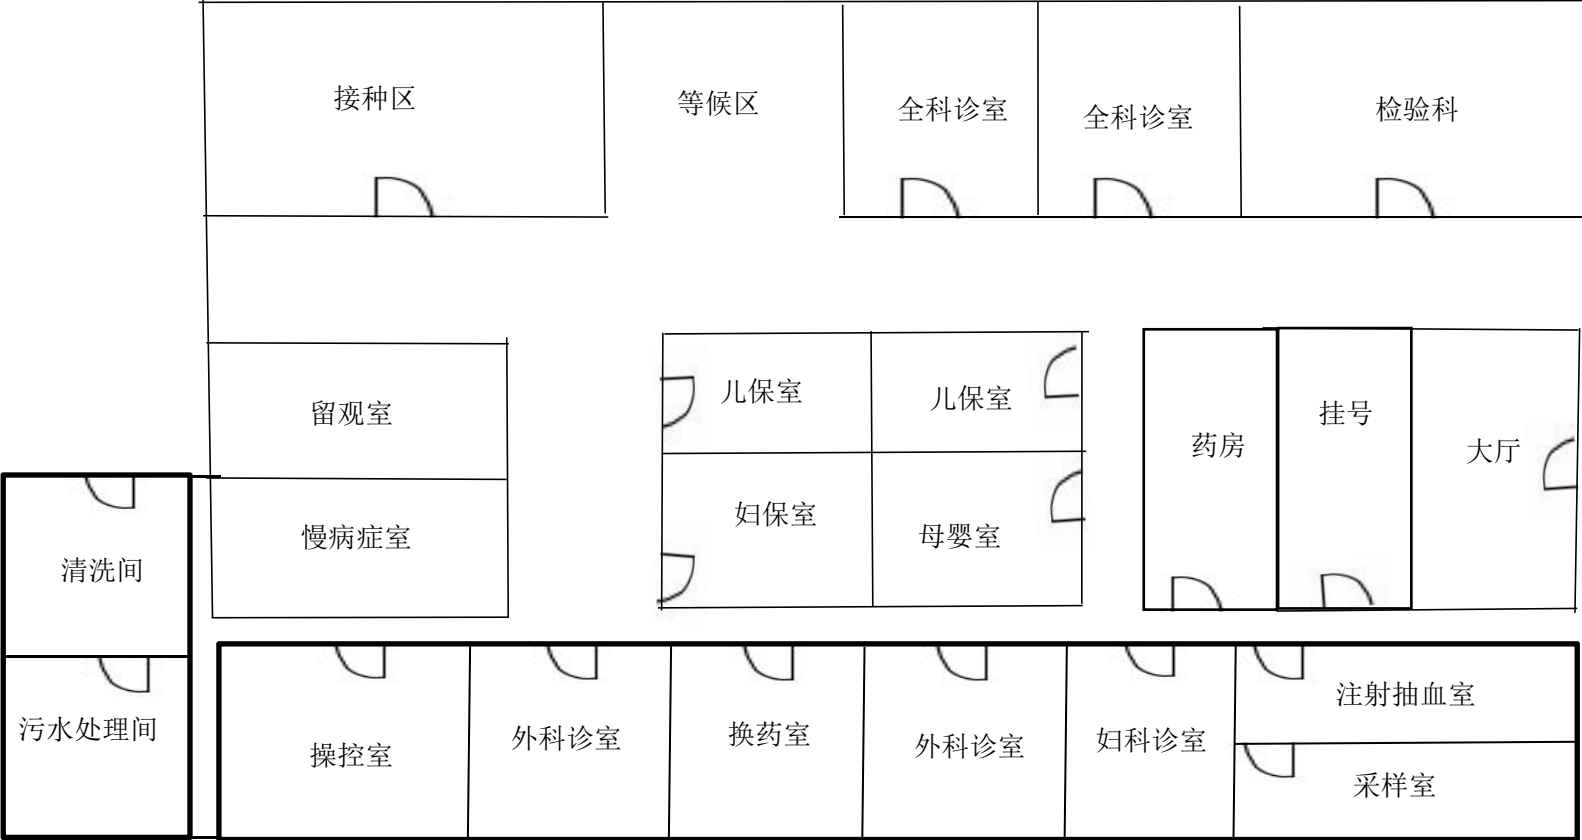 接种区
等候区
全科诊室
全科诊室
检验科
留观室
儿保室
儿保室
药房
挂号
大厅
慢病症室
妇保室
母婴室
清洗间
污水处理间
操控室
外科诊室
换药室
外科诊室
妇科诊室
注射抽血室
采样室